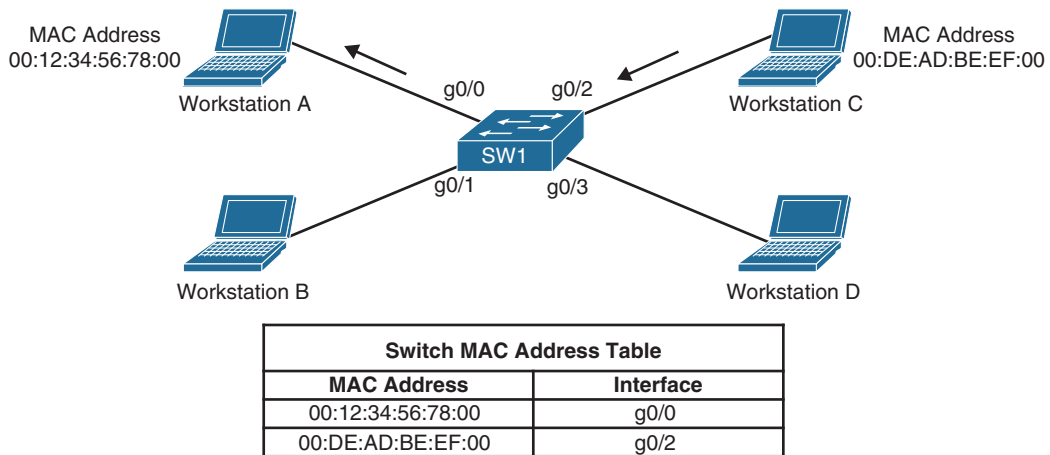 MAC Address
00:12:34:56:78:00
Workstation A
MAC Address
00:DE:AD:BE:EF:00
Workstation C
g0/0
g0/2
SW1
g0/1
g0/3
Workstation B
Workstation D
Switch MAC Address Table
MAC Address Interface
00:12:34:56:78:00 g0/0
00:DE:AD:BE:EF:00 g0/2